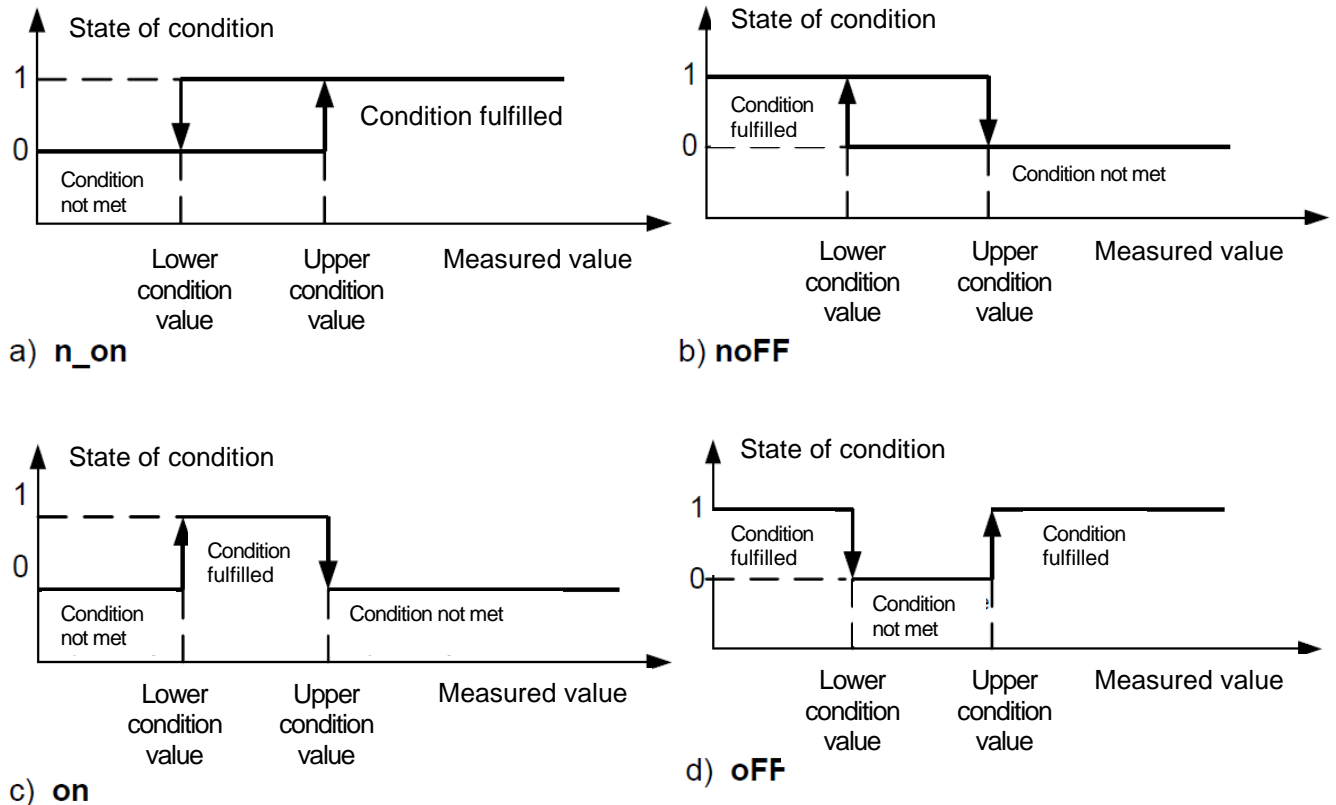 State of condition
1
0
Condition fulfilled
Condition
not met
Lower
condition
value
Upper
condition
value
Measured value
a) n_on
State of condition
1
0
Condition
fulfilled
Condition not met
Lower
condition
value
Upper
condition
value
Measured value
b) noFF
State of condition
1
0
Condition
fulfilled
Condition
not met
Condition not met
Lower
condition
value
Upper
condition
value
Measured value
c) on
State of condition
1
0
Condition
fulfilled
Condition
fulfilled
Condition
not met
Lower
condition
value
Upper
condition
value
Measured value
d) oFF